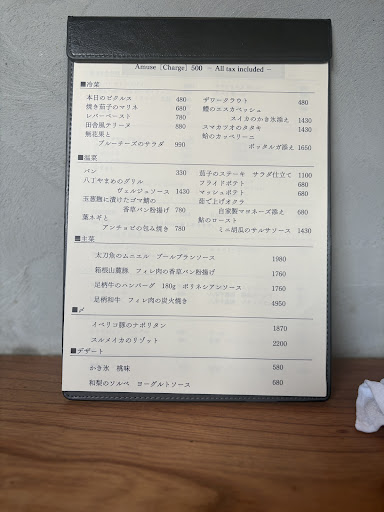 Amuse [Charge] 500 ～ All tax included ～
■冷菜
本日のピクルス 480
焼き茄子のマリネ 680
レバーペースト 780
田舎風テリーヌ 880
無花果と
ブルーチーズのサラダ 990
ザワークラウト 480
鱧のエスカベッシュ
スイカのかき氷添え 1430
スマカツオのタタキ 1430
蛤のカッペリーニ
ボッタルガ添え 1650
■温菜
パン 330
八丁やまめのグリル
ヴェルジュソース 1430
玉葱麹に漬けたゴマ鯖の
香草パン粉揚げ 780
葉ネギと
アンチョビの包み焼き 780
茄子のステーキ サラダ仕立て 1100
フライドポテト 680
マッシュポテト 680
茹で上げオクラ
自家製マヨネーズ添え 680
鮎のロースト
ミニ胡瓜のサルサソース 1430
■主菜
太刀魚のムニエル ブールブランソース 1980
箱根山麓豚 フィレ肉の香草パン粉揚げ 1760
足柄牛のハンバーグ 180g ポリネシアンソース 1760
足柄和牛 フィレ肉の炭火焼き 4950
■〆
イベリコ豚のナポリタン 1870
スルメイカのリゾット 2200
■デザート
かき氷 桃味 580
和梨のソルベ ヨーグルトソース 680